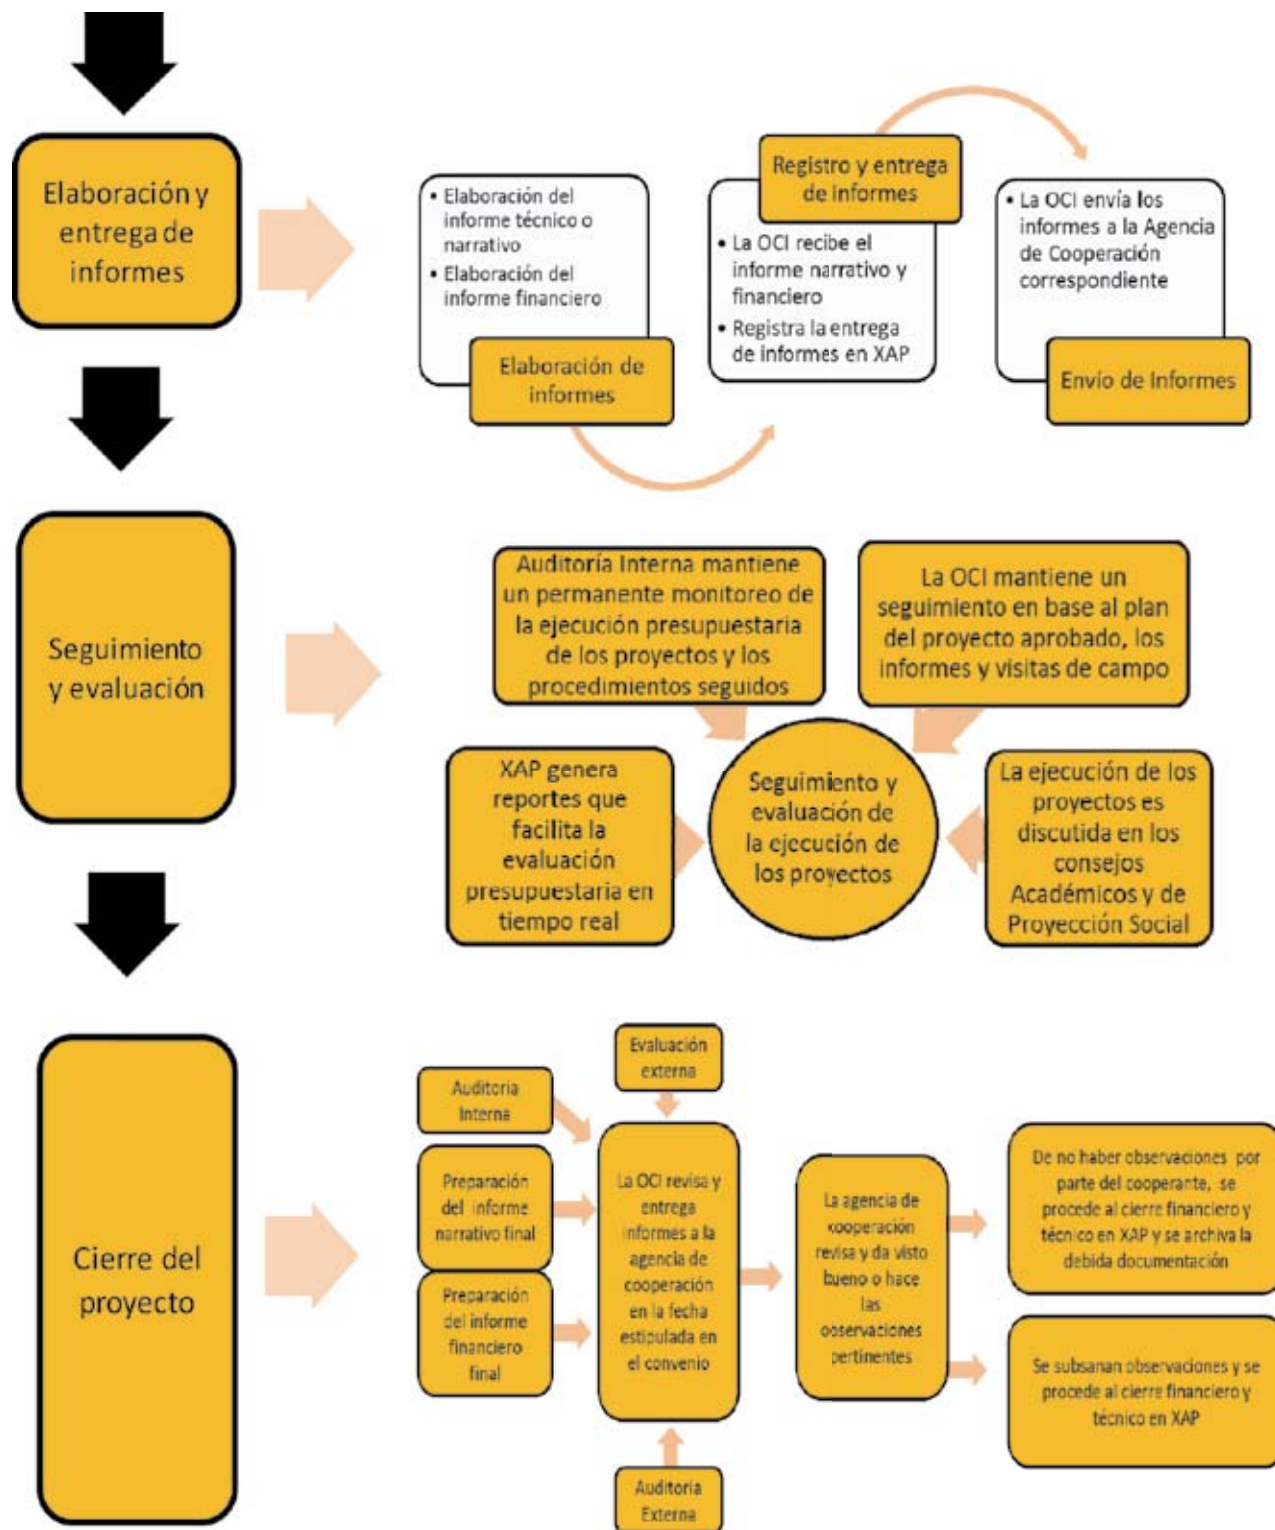 Elaboración y
entrega de
informes
• Elaboración del
informe técnico o
narrativo
• Elaboración del
informe financiero
Elaboración de
informes
Registro y entrega
de informes
• La OCI recibe el
informe narrativo y
financiero
• Registra la entrega
de informes en XAP
• La OCI envía los
informes a la Agencia
de Cooperación
correspondiente
Envío de Informes
Seguimiento
y evaluación
Auditoría Interna mantiene
un permanente monitoreo de
la ejecución presupuestaria
de los proyectos y los
procedimientos seguidos
La OCI mantiene un
seguimiento en base al plan
del proyecto aprobado, los
informes y visitas de campo
XAP genera
reportes que
facilita la
evaluación
presupuestaria en
tiempo real
Seguimiento y
evaluación de
la ejecución de
los proyectos
La ejecución de los
proyectos es
discutida en los
consejos
Académicos y de
Proyección Social
Cierre del
proyecto
Evaluación
externa
Auditoria
Interna
Preparación
del informe
narrativo final
Preparación
del informe
financiero
final
La OCI revisa y
entrega
informes a la
agencia de
cooperación
en la fecha
estipulada en
el convenio
Auditoría
Externa
La agencia de
kooperación
revisa y da visto
bueno o hace
las
observaciones
pertinentes
De no haber observaciones por
parte del cooperante, se
procede al cierre financiero y
técnico en XAP y se archiva la
debida documentación
Se subsanan observaciones y se
procede al cierre financiero y
técnico en XAP